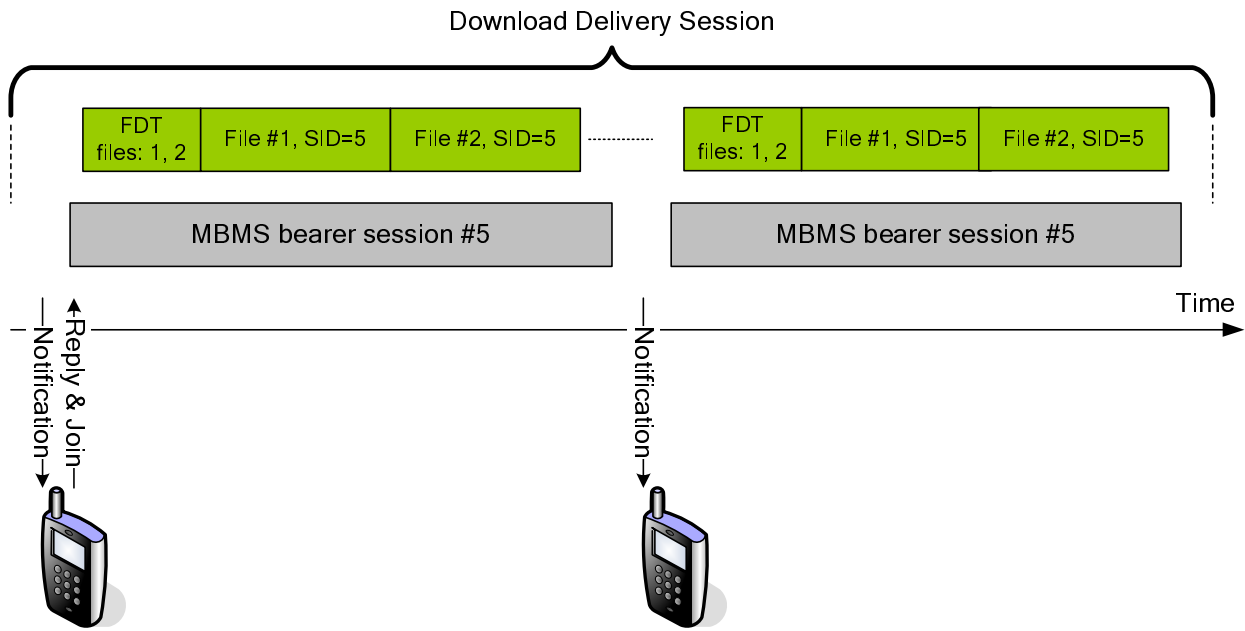 Download Delivery Session
FDT
files: 1, 2
File #1, SID=5
File #2, SID=5
FDT
files: 1, 2
File #1, SID=5
File #2, SID=5
MBMS bearer session #5
MBMS bearer session #5
Time
Notification
Reply & Join
Notification